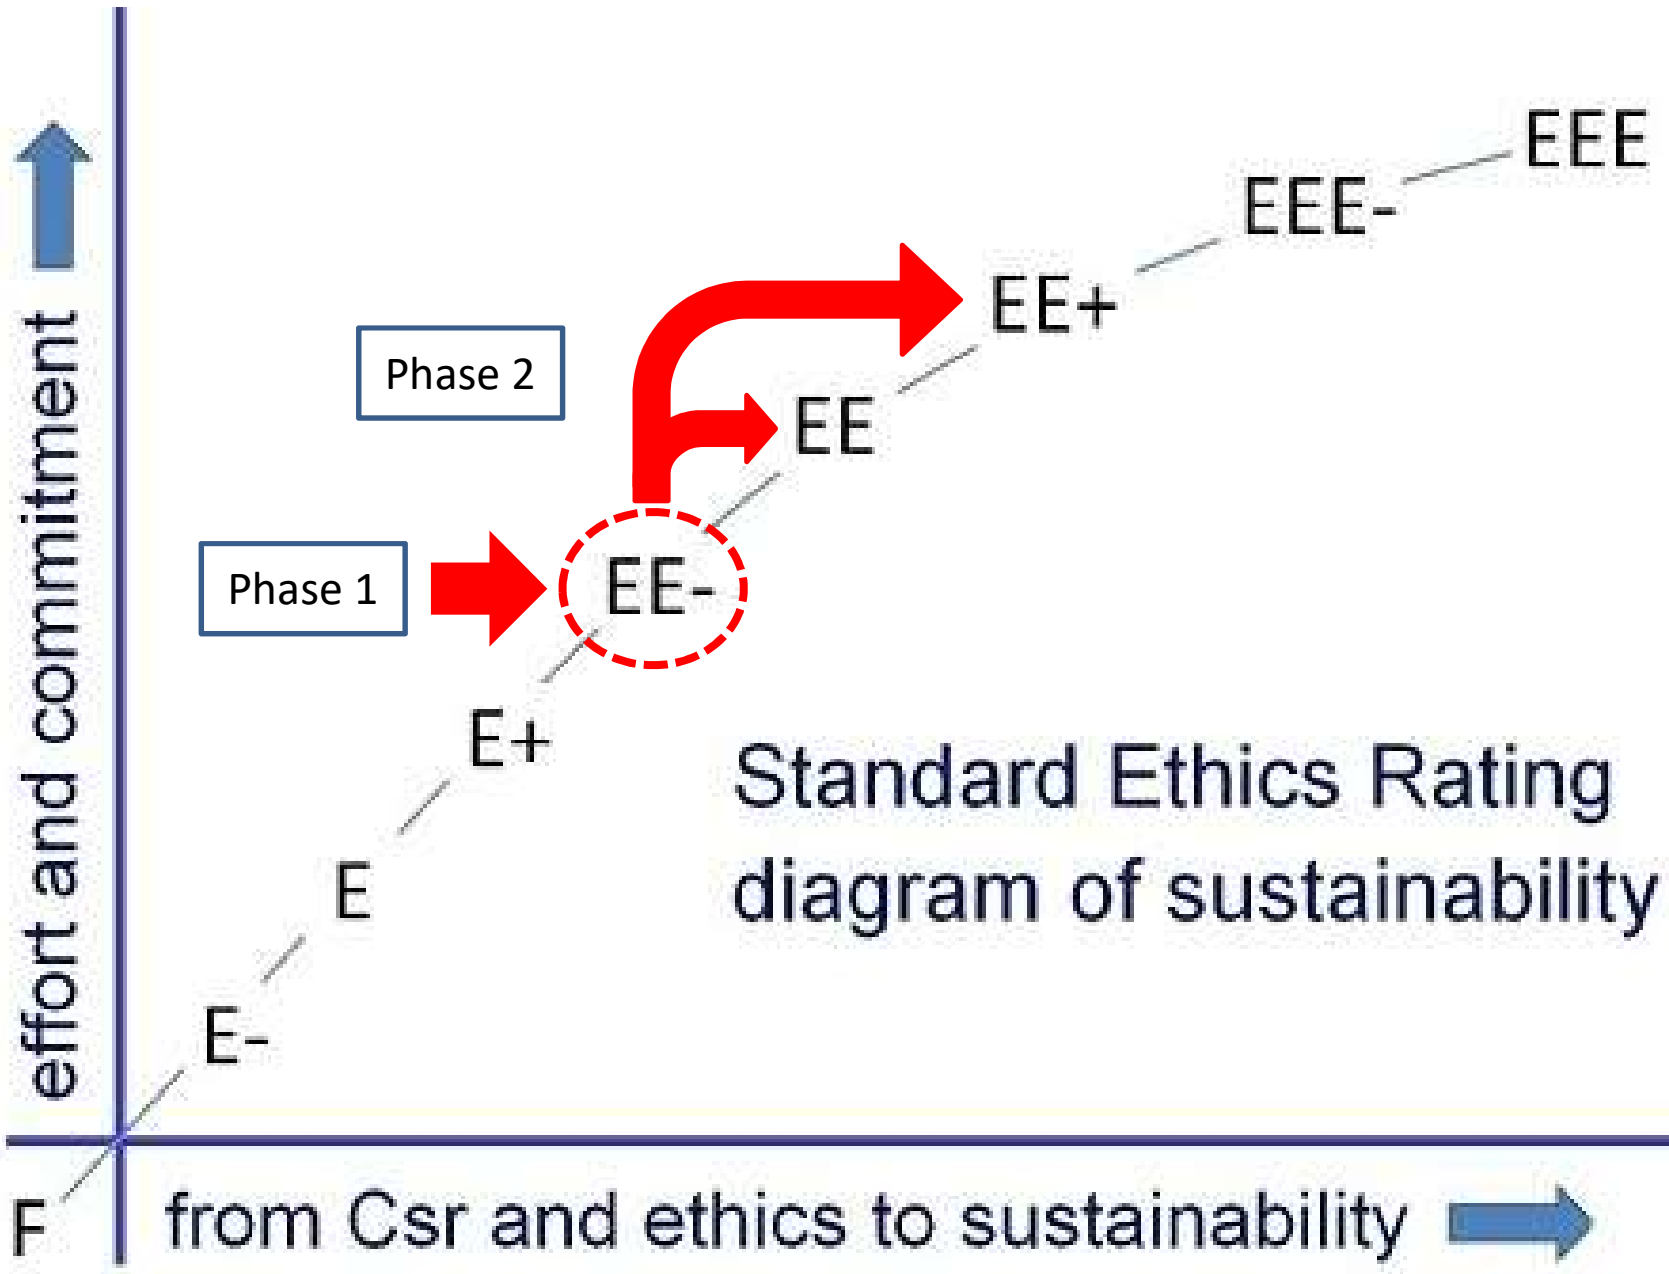 EEE
EEE-
EE+
Phase 2
EE
Phase 1
EE-
E+
Standard Ethics Rating
diagram of sustainability
E
E-
F
effort and commitment
from Csr and ethics to sustainability